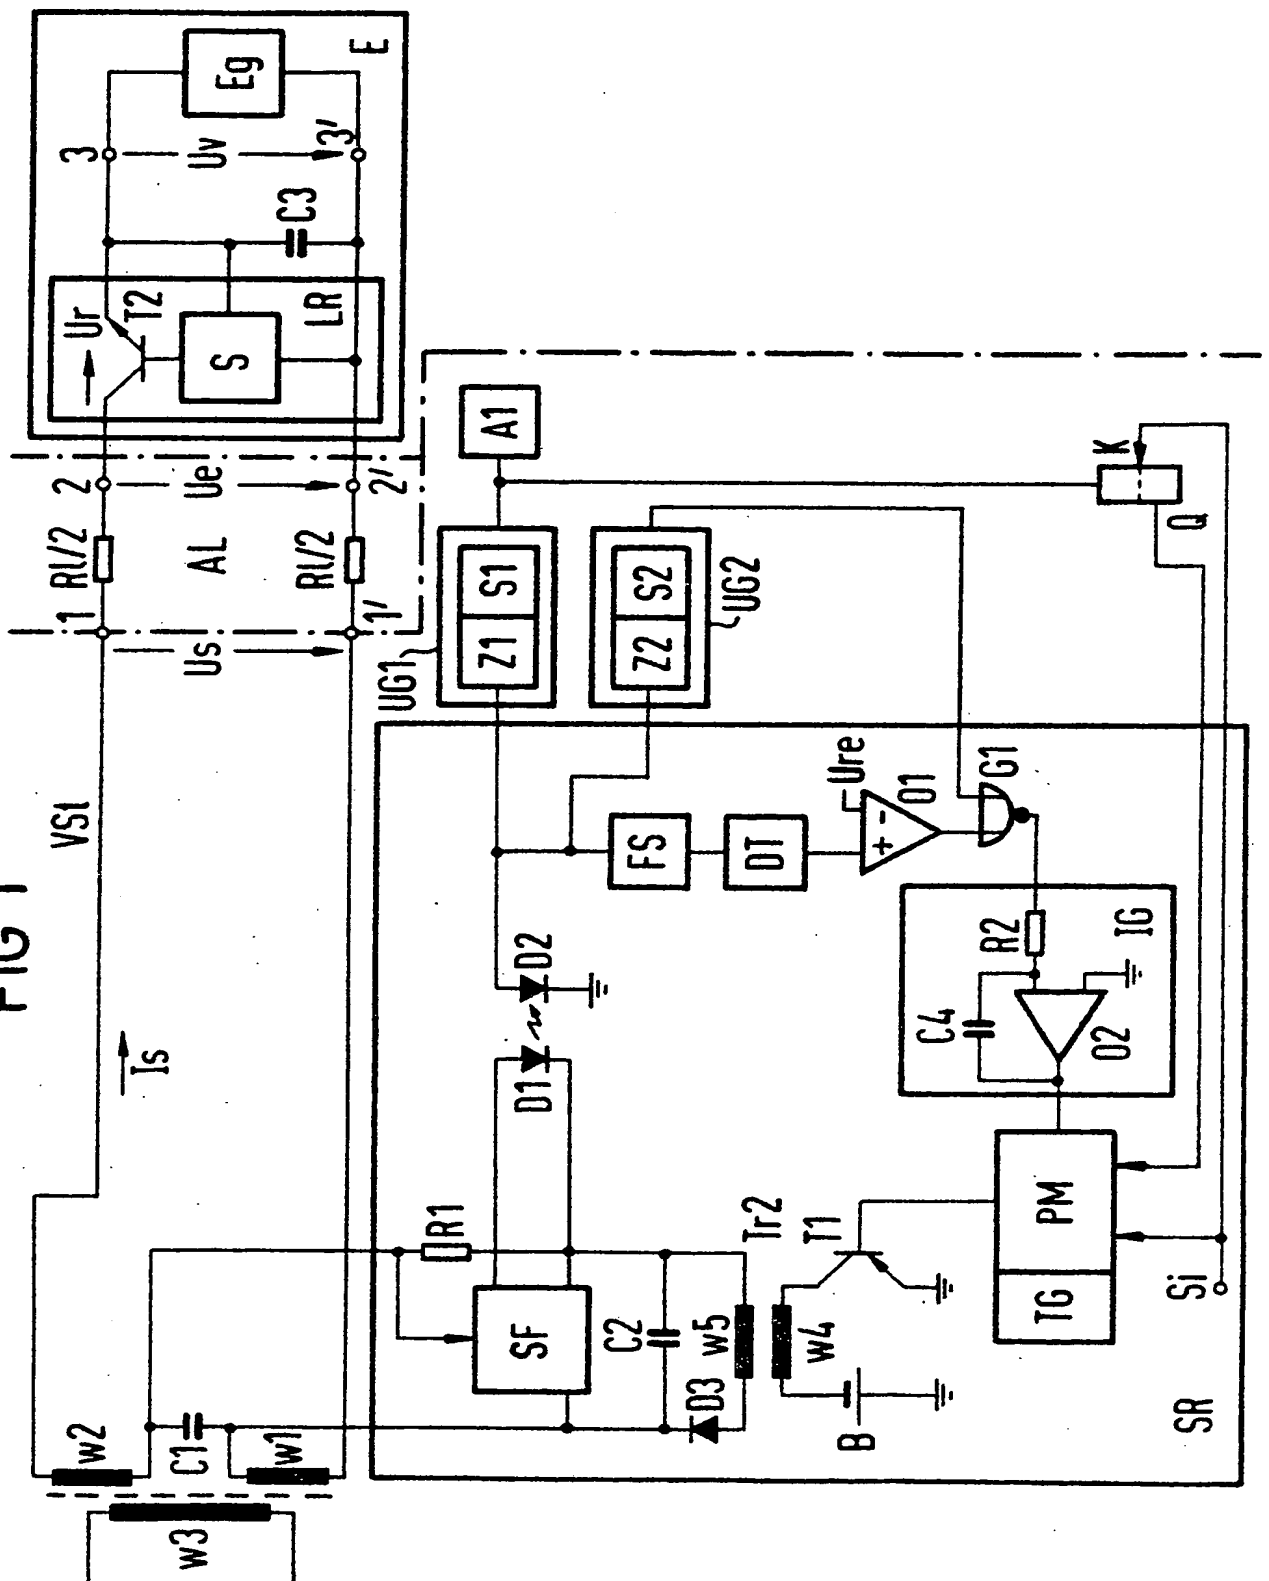 FIG 1
w3
w2
C1
w1
Is
VSt
Us
1
1'
Rl/2
AL
Rl/2
2
Ue
2'
Ur
T2
S
LR
C3
3
Uv
3'
Eg
E
SF
R1
C2
D3
w5
Tr2
w4
B
T1
D1
D2
UG1
Z1
S1
A1
Z2
S2
UG2
FS
DT
Ure
+
-
O1
G1
R2
C4
O2
IG
TG
PM
Si
SR
K
Q